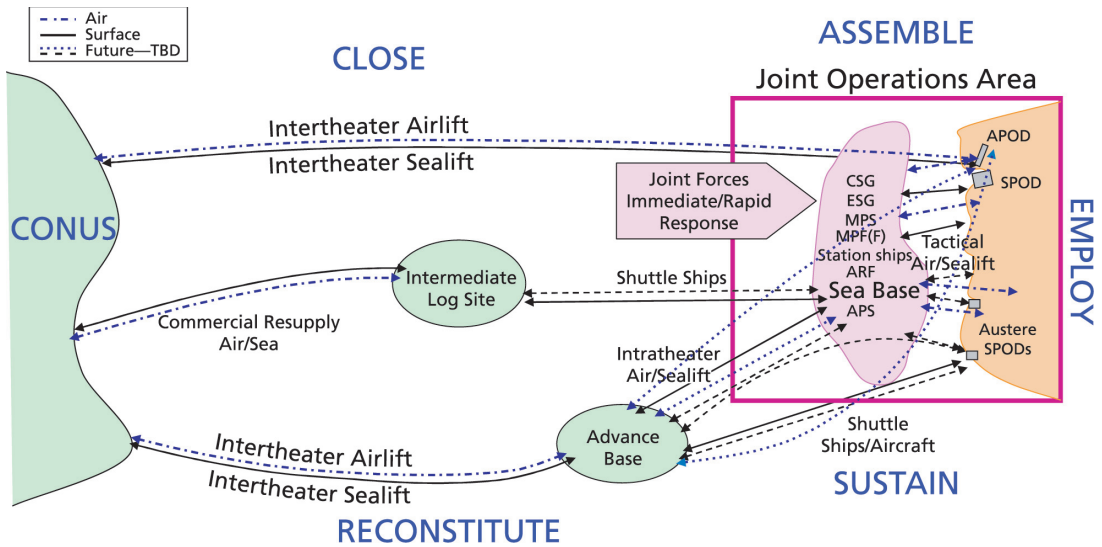 Air
Surface
Future—TBD
CLOSE
ASSEMBLE
Joint Operations Area
Intertheater Airlift
Intertheater Sealift
CONUS
Joint Forces
Immediate/Rapid
Response
CSG
ESG
MPS
MPF(F)
Station ships
ARF
Sea Base
APS
APOD
SPOD
Tactical
Air/Sealift
EMPLOY
Intermediate
Log Site
Shuttle Ships
Commercial Resupply
Air/Sea
Austere
SPODs
Intratheater
Air/Sealift
Advance
Base
Shuttle
Ships/Aircraft
Intertheater Airlift
Intertheater Sealift
SUSTAIN
RECONSTITUTE